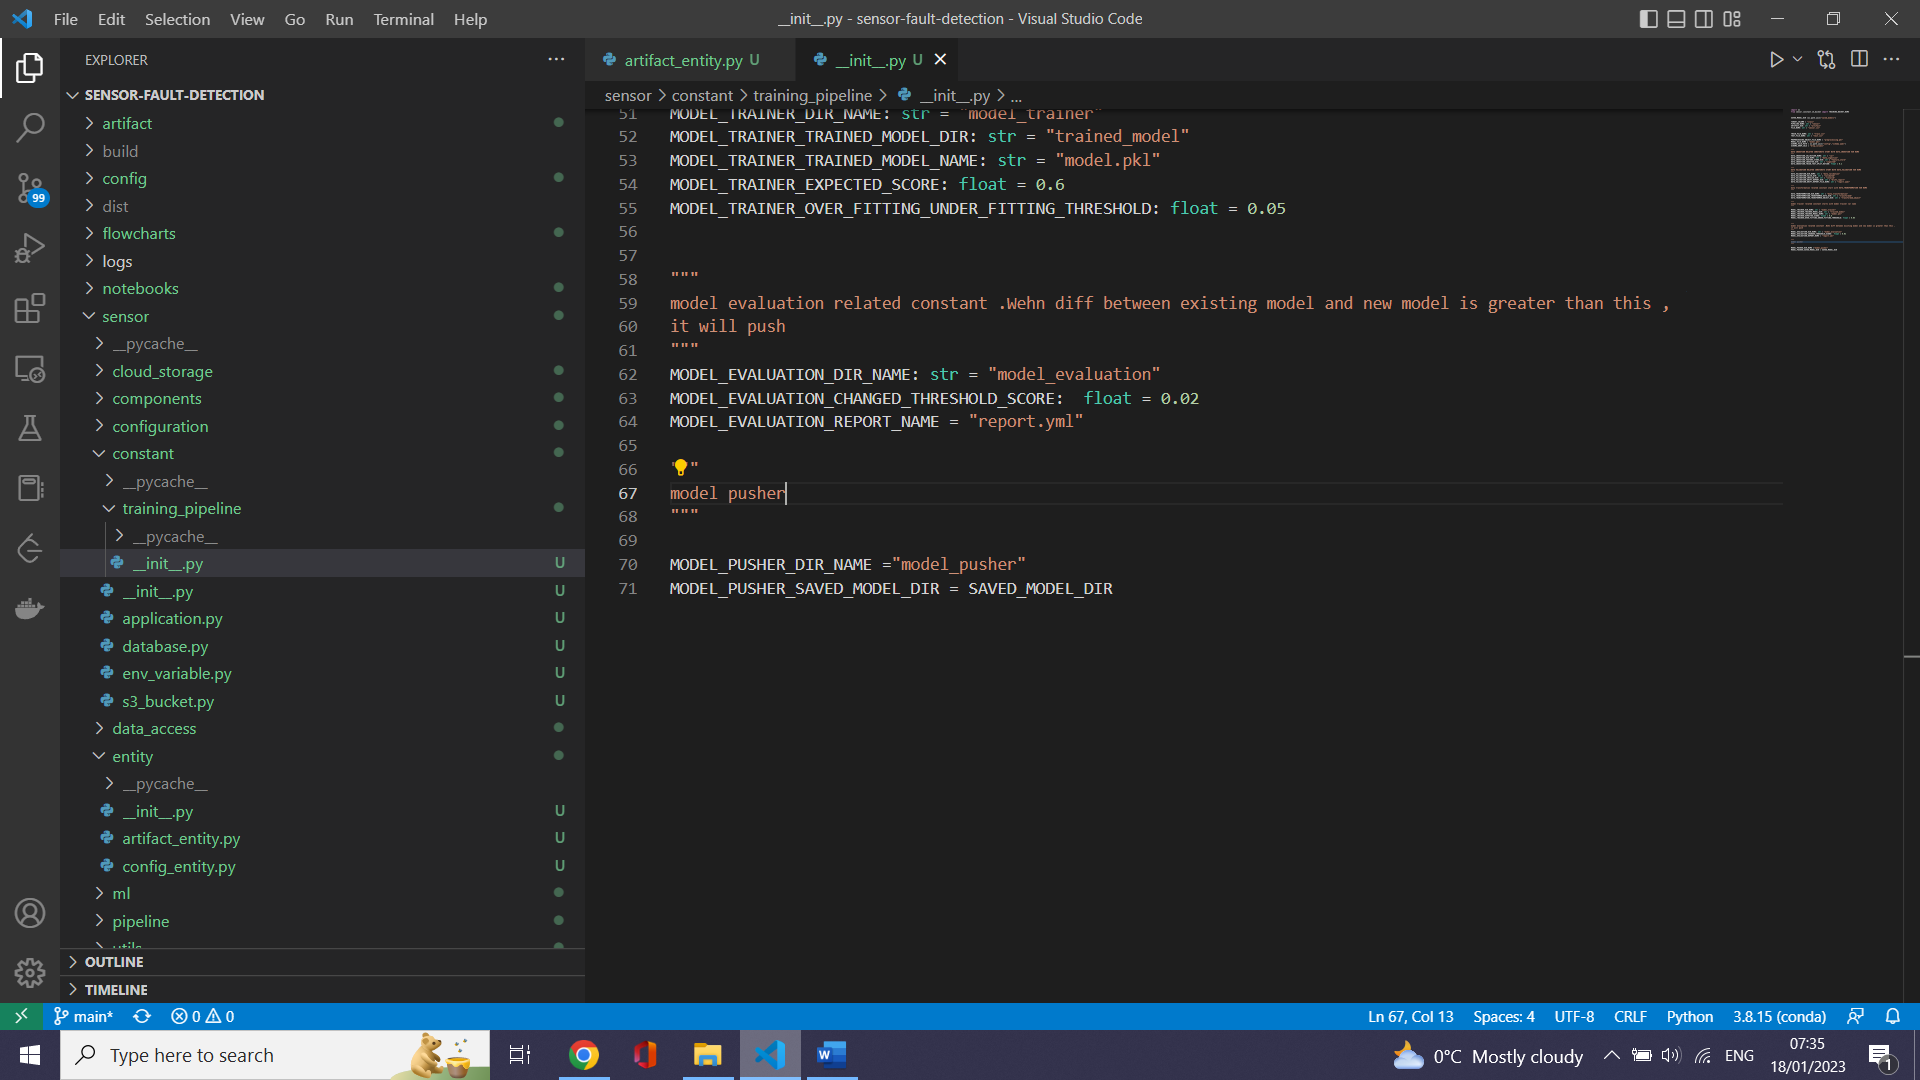 File Edit Selection View Go Run Terminal Help
__init__.py - sensor-fault-detection - Visual Studio Code
EXPLORER
SENSOR-FAULT-DETECTION
artifact
build
config
dist
flowcharts
logs
notebooks
sensor
__pycache__
cloud_storage
components
configuration
constant
__pycache__
training_pipeline
__pycache__
__init__.py U
__init__.py U
application.py U
database.py U
env_variable.py U
s3_bucket.py U
data_access
entity
__pycache__
__init__.py U
artifact_entity.py U
config_entity.py U
ml
pipeline
utils
OUTLINE
TIMELINE
99
artifact_entity.py U
__init__.py U
sensor > constant > training_pipeline > __init__.py > ...
51 MODEL_TRAINER_DIR_NAME: str = "model_trainer"
52 MODEL_TRAINER_TRAINED_MODEL_DIR: str = "trained_model"
53 MODEL_TRAINER_TRAINED_MODEL_NAME: str = "model.pkl"
54 MODEL_TRAINER_EXPECTED_SCORE: float = 0.6
55 MODEL_TRAINER_OVER_FITTING_UNDER_FITTING_THRESHOLD: float = 0.05
56
57
58 """
59 model evaluation related constant .Wehn diff between existing model and new model is greater than this ,
60 it will push
61 """
62 MODEL_EVALUATION_DIR_NAME: str = "model_evaluation"
63 MODEL_EVALUATION_CHANGED_THRESHOLD_SCORE:  float = 0.02
64 MODEL_EVALUATION_REPORT_NAME = "report.yml"
65
66 """
67 model pusher
68 """
69
70 MODEL_PUSHER_DIR_NAME ="model_pusher"
71 MODEL_PUSHER_SAVED_MODEL_DIR = SAVED_MODEL_DIR
main* 0 0
Ln 67, Col 13 Spaces: 4 UTF-8 CRLF Python 3.8.15 (conda)
Type here to search
0°C Mostly cloudy
ENG
07:35
18/01/2023
1